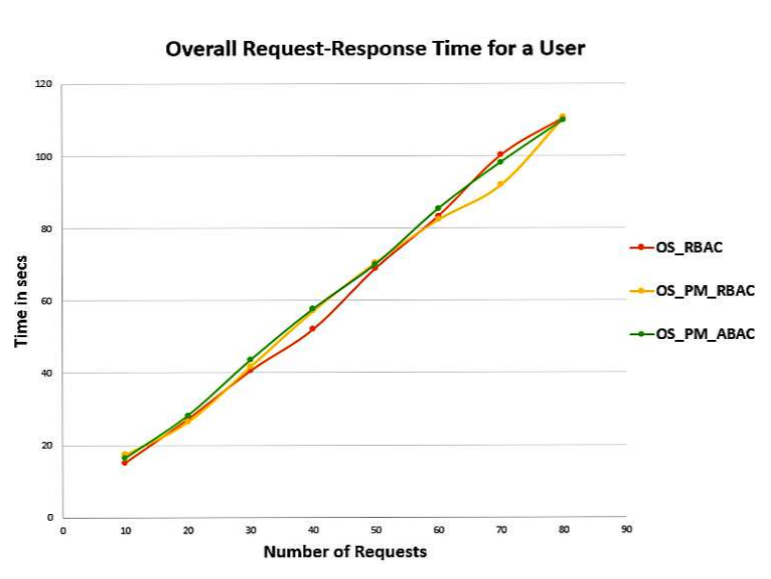 Overall Request-Response Time for a User
120
100
80
60
40
20
0
Time in secs
0 10 20 30 40 50 60 70 80 90
Number of Requests
OS_RBAC
OS_PM_RBAC
OS_PM_ABAC